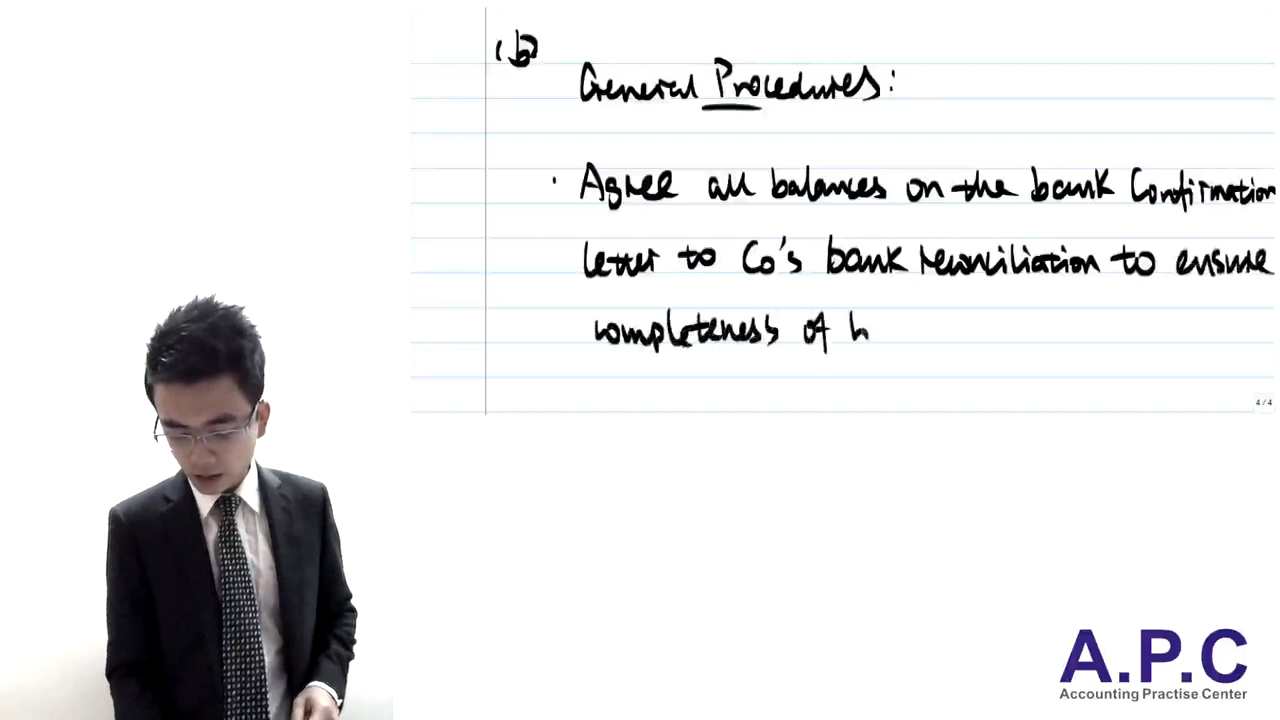 1b
General Procedures:
· Agree all balances on the bank Confirmation
letter to Co's bank reconciliation to ensure
completeness of
4/4
A.P.C
Accounting Practise Center